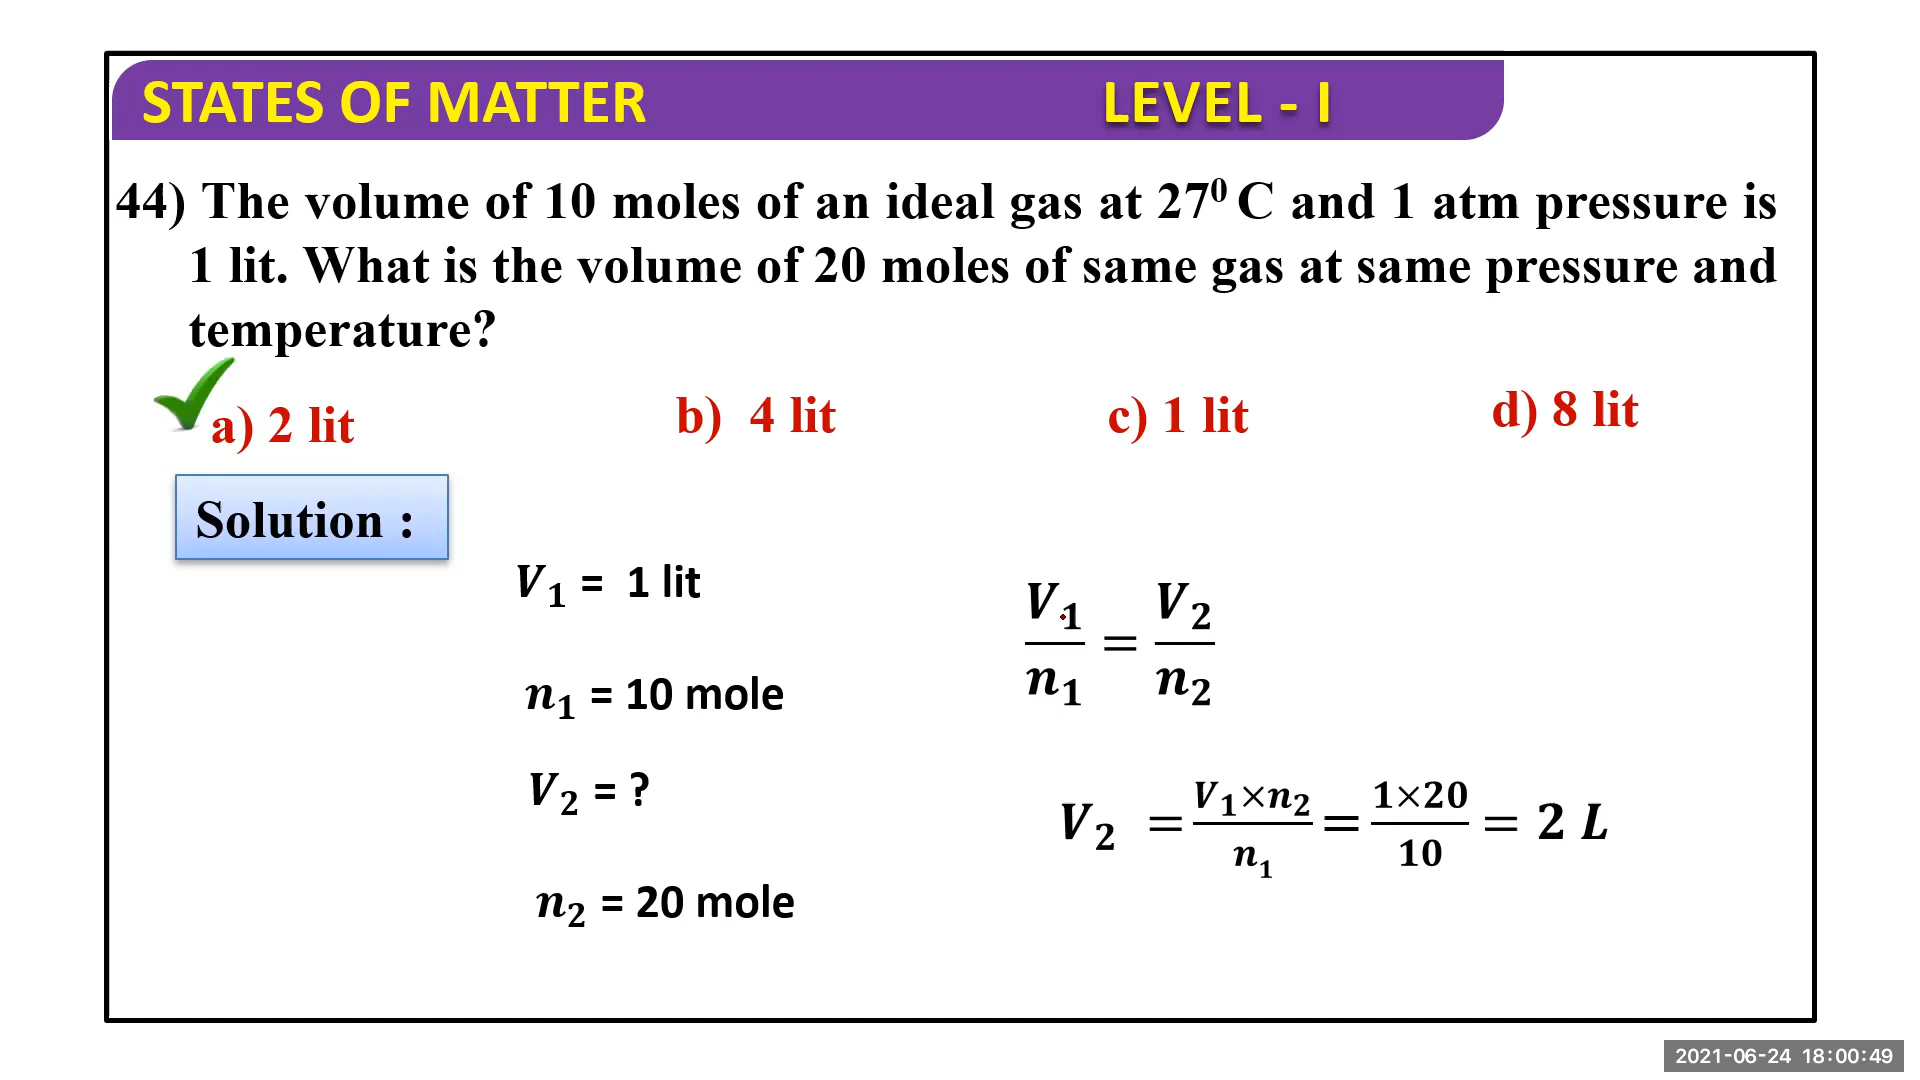 STATES OF MATTER LEVEL - I
44) The volume of 10 moles of an ideal gas at 27⁰ C and 1 atm pressure is
1 lit. What is the volume of 20 moles of same gas at same pressure and
temperature?
a) 2 lit b) 4 lit c) 1 lit d) 8 lit
Solution :
V₁ = 1 lit
V₁/n₁ = V₂/n₂
n₁ = 10 mole
V₂ = ?
V₂ = V₁×n₂/n₁ = 1×20/10 = 2 L
n₂ = 20 mole
2021-06-24 18:00:49